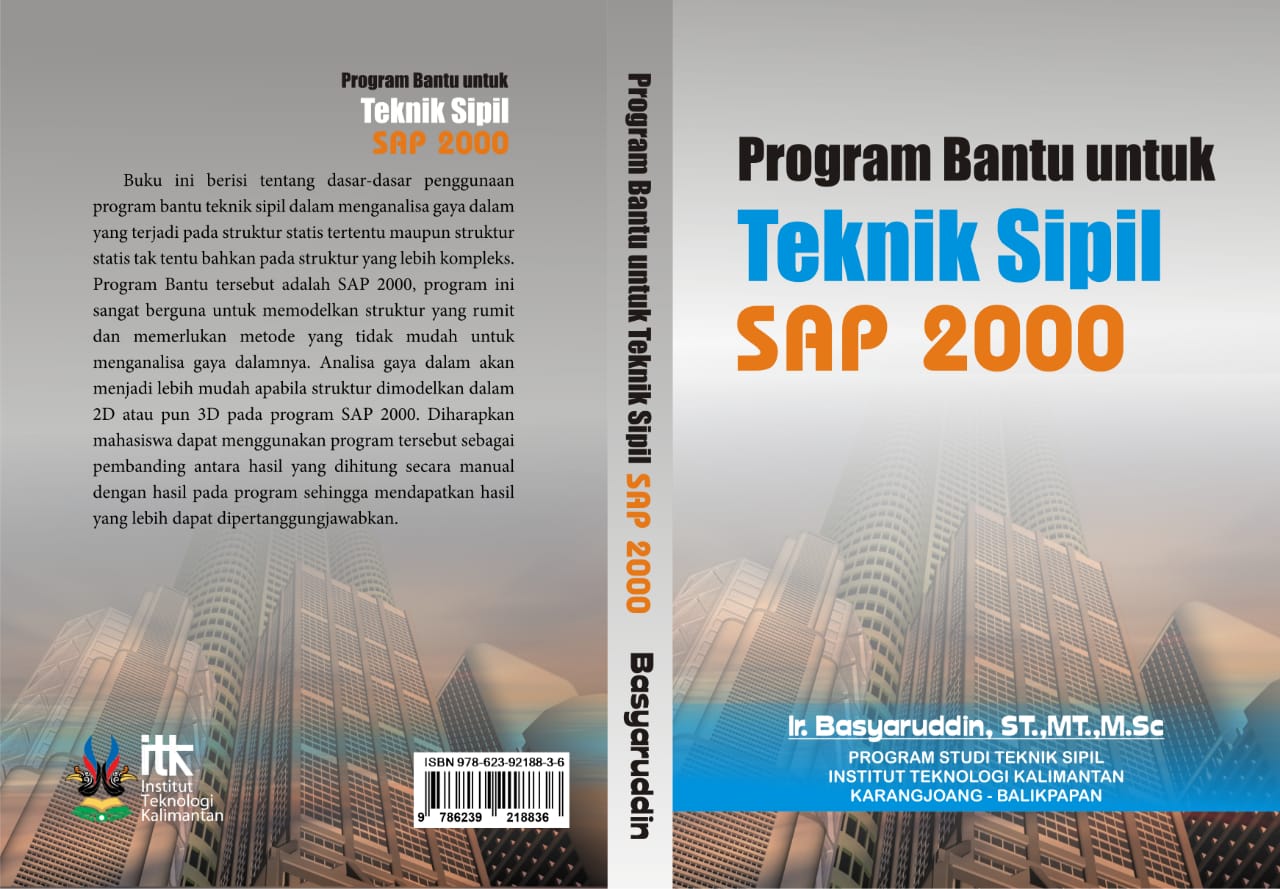 Program Bantu untuk
Teknik Sipil
SAP 2000
Buku ini berisi tentang dasar-dasar penggunaan
program bantu teknik sipil dalam menganalisa gaya dalam
yang terjadi pada struktur statis tertentu maupun struktur
statis tak tentu bahkan pada struktur yang lebih kompleks.
Program Bantu tersebut adalah SAP 2000, program ini
sangat berguna untuk memodelkan struktur yang rumit
dan memerlukan metode yang tidak mudah untuk
menganalisa gaya dalamnya. Analisa gaya dalam akan
menjadi lebih mudah apabila struktur dimodelkan dalam
2D atau pun 3D pada program SAP 2000. Diharapkan
mahasiswa dapat menggunakan program tersebut sebagai
pembanding antara hasil yang dihitung secara manual
dengan hasil pada program sehingga mendapatkan hasil
yang lebih dapat dipertanggungjawabkan.
itk
Institut
Teknologi
Kalimantan
ISBN 978-623-92188-3-6
9 786239 218836
Program Bantu untuk Teknik Sipil SAP 2000 Basyaruddin
Program Bantu untuk
Teknik Sipil
SAP 2000
Ir. Basyaruddin, ST.,MT.,M.Sc
PROGRAM STUDI TEKNIK SIPIL
INSTITUT TEKNOLOGI KALIMANTAN
KARANGJOANG - BALIKPAPAN